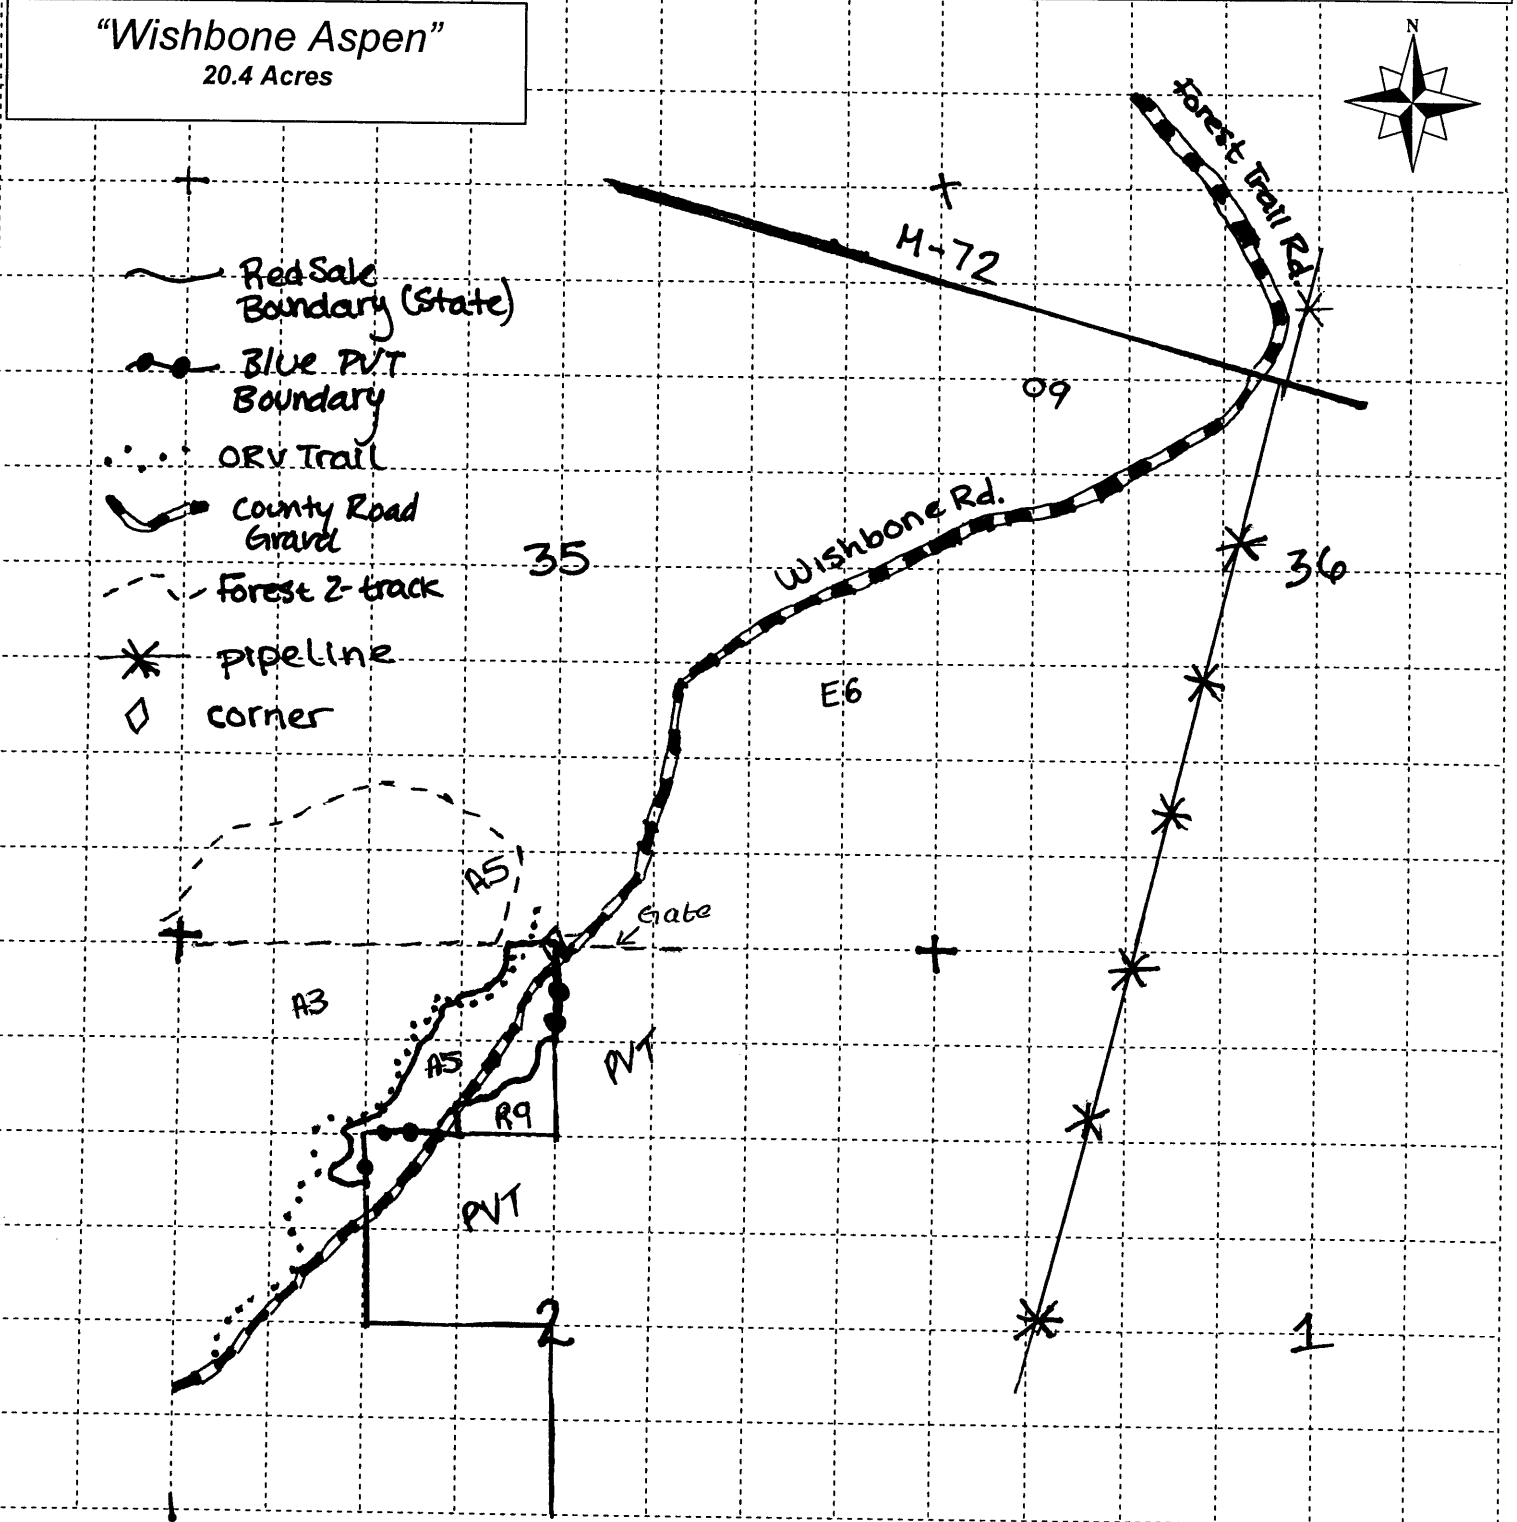 "Wishbone Aspen"
20.4 Acres
N
Forest Trail Rd.
M-72
Red Sale
Boundary (State)
Blue PVT
Boundary
ORV Trail
County Road
Gravel
Forest 2-track
pipeline
corner
O9
Wishbone Rd.
35
36
E6
A5
Gate
A3
A5
PVT
R9
PVT
2
1